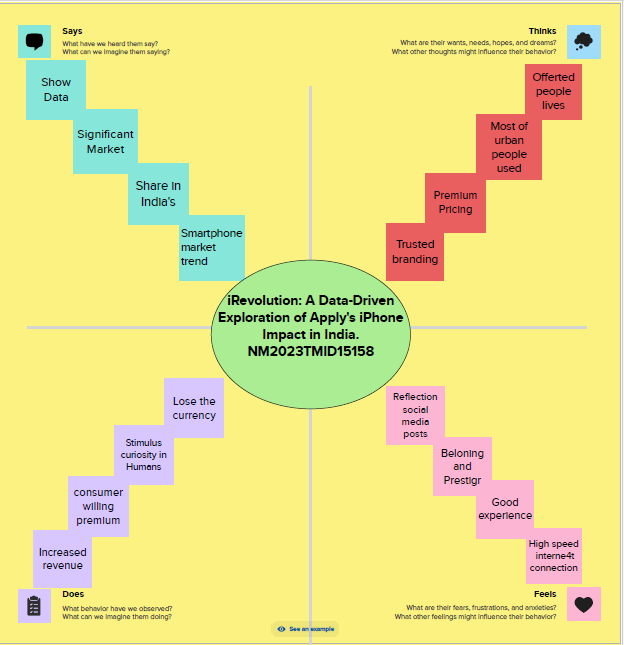 Says
What have we heard them say?
What can we imagine them saying?
Thinks
What are their wants, needs, hopes, and dreams?
What other thoughts might influence their behavior?
Show
Data
Significant
Market
Share in
India's
Smartphone
market
trend
Offerted
people
lives
Most of
urban
people
used
Premium
Pricing
Trusted
branding
iRevolution: A Data-Driven
Exploration of Apply's iPhone
Impact in India.
NM2023TMID15158
Lose the
currency
Stimulus
curiosity in
Humans
consumer
willing
premium
Increased
revenue
Reflection
social
media
posts
Beloning
and
Prestigr
Good
experience
High speed
interne4t
connection
Does
What behavior have we observed?
What can we imagine them doing?
Feels
What are their fears, frustrations, and anxieties?
What other feelings might influence their behavior?
See an example